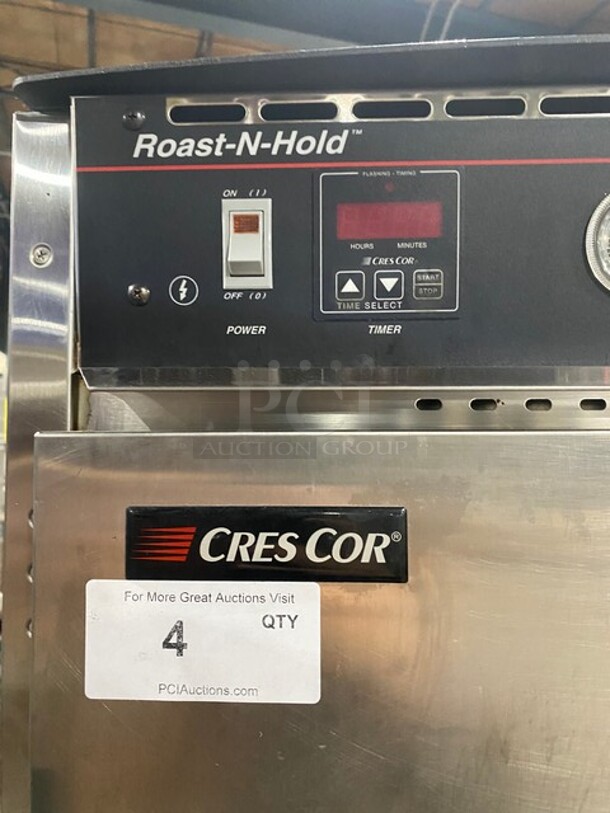 Roast-N-Hold™
FLASHING - TIMING
ON (1)
HOURS MINUTES
CRES COR
START
STOP
OFF (0)
TIME SELECT
POWER
TIMER
PCI
AUCTION GROUP
CRES COR®
For More Great Auctions Visit
4 QTY
PCIAuctions.com